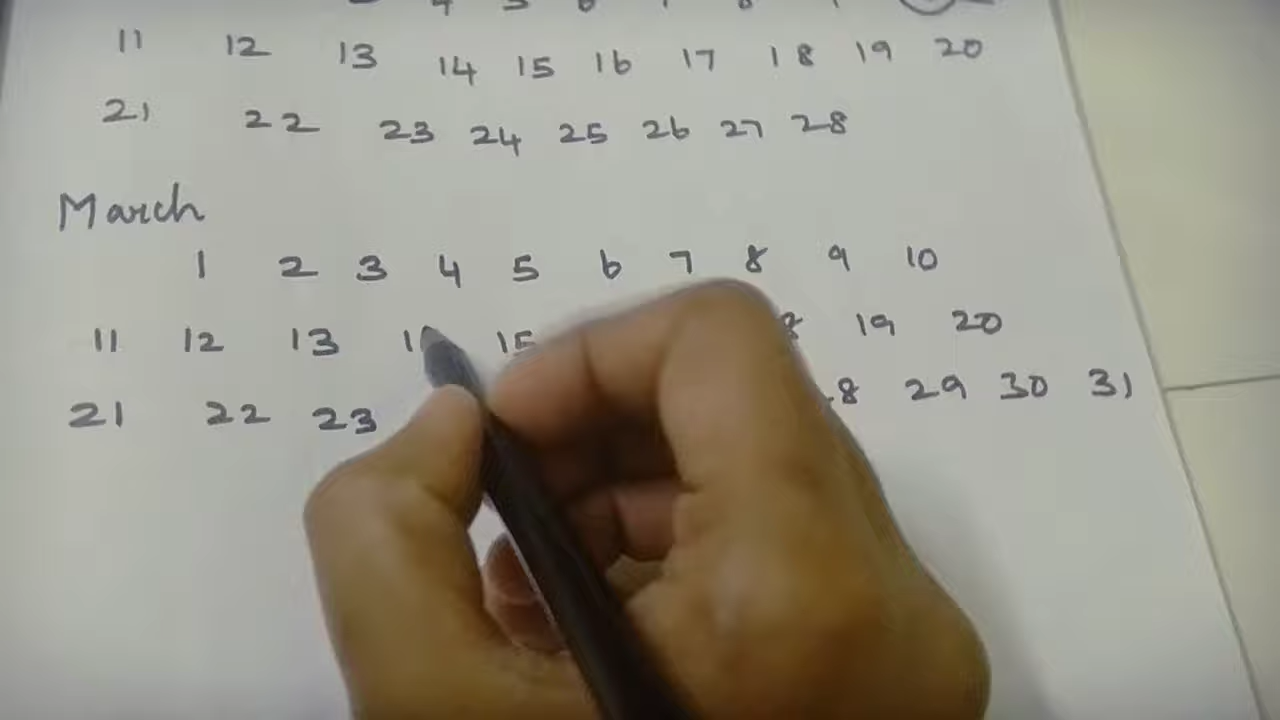 11 12 13 14 15 16 17 18 19 20
21 22 23 24 25 26 27 28
March
1 2 3 4 5 6 7 8 9 10
11 12 13 15 19 20
21 22 23 29 30 31